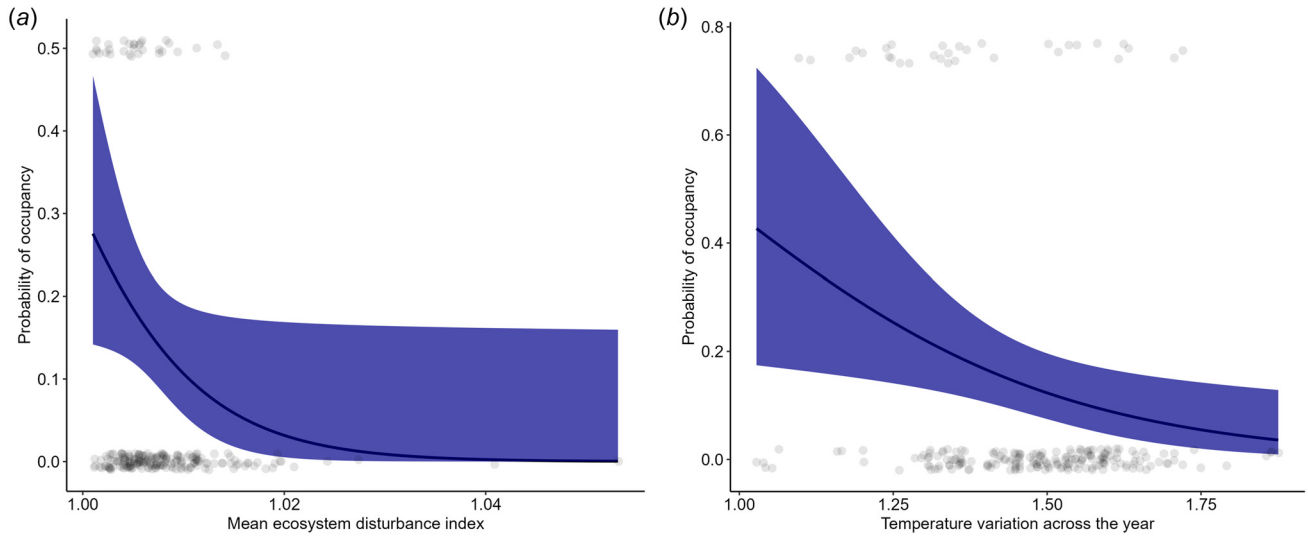 (a)
Probability of occupancy
0.5
0.4
0.3
0.2
0.1
0.0
1.00 1.02 1.04
Mean ecosystem disturbance index
(b)
Probability of occupancy
0.8
0.6
0.4
0.2
0.0
1.00 1.25 1.50 1.75
Temperature variation across the year